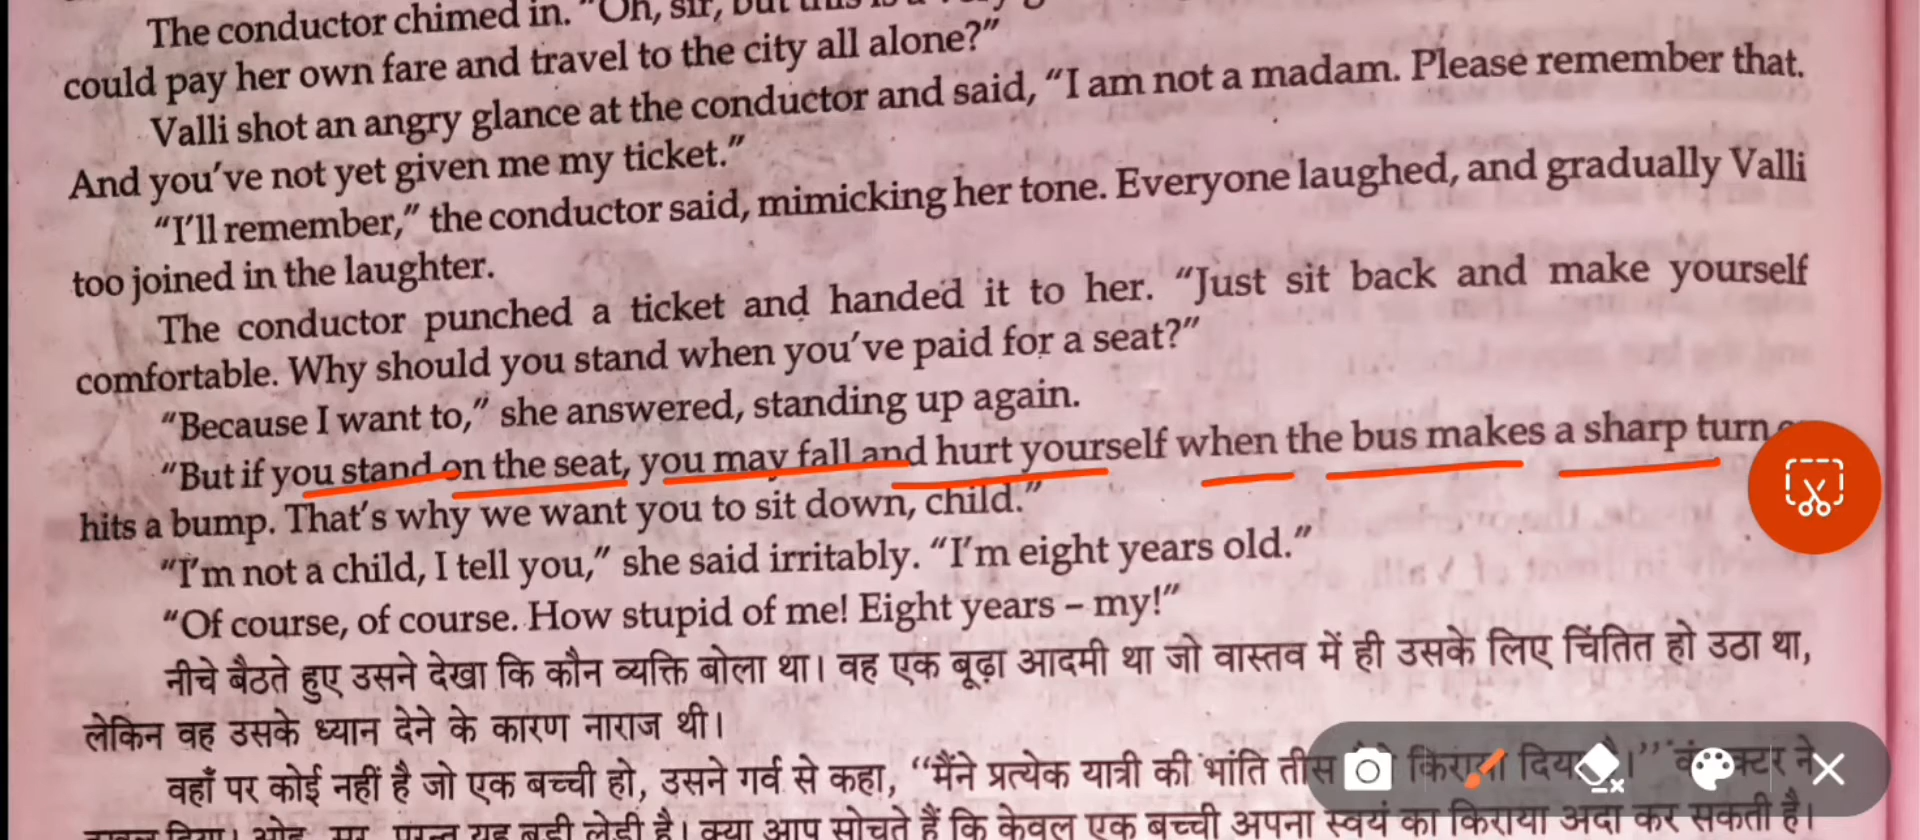 The conductor chimed in. "Oh, sir, but this is a very
could pay her own fare and travel to the city all alone?"
Valli shot an angry glance at the conductor and said, "I am not a madam. Please remember that.
And you've not yet given me my ticket."
"I'll remember," the conductor said, mimicking her tone. Everyone laughed, and gradually Valli
too joined in the laughter.
The conductor punched a ticket and handed it to her. "Just sit back and make yourself
comfortable. Why should you stand when you've paid for a seat?"
"Because I want to," she answered, standing up again.
"But if you stand on the seat, you may fall and hurt yourself when the bus makes a sharp turn
hits a bump. That's why we want you to sit down, child."
"I'm not a child, I tell you," she said irritably. "I'm eight years old."
"Of course, of course. How stupid of me! Eight years – my!"
नीचे बैठते हुए उसने देखा कि कौन व्यक्ति बोला था। वह एक बूढ़ा आदमी था जो वास्तव में ही उसके लिए चिंतित हो उठा था,
लेकिन वह उसके ध्यान देने के कारण नाराज थी।
वहाँ पर कोई नहीं है जो एक बच्ची हो, उसने गर्व से कहा, "मैंने प्रत्येक यात्री की भांति तीस किराया ने
है। क्या आप सोचते हैं कि केवल एक बच्ची अपना स्वयं का किराया अदा कर सकती है।